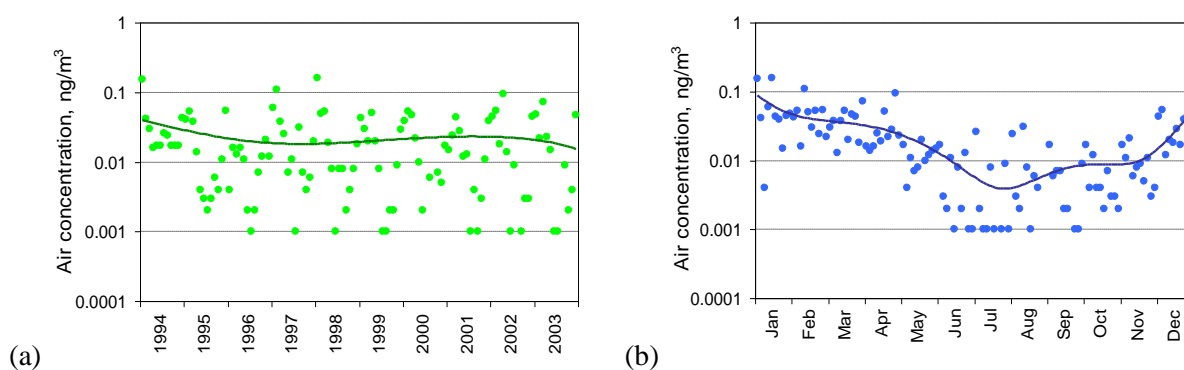 Air concentration, ng/m³
1
0.1
0.01
0.001
0.0001
1994
1995
1996
1997
1998
1999
2000
2001
2002
2003
(a)
Air concentration, ng/m³
1
0.1
0.01
0.001
0.0001
Jan
Feb
Mar
Apr
May
Jun
Jul
Aug
Sep
Oct
Nov
Dec
(b)